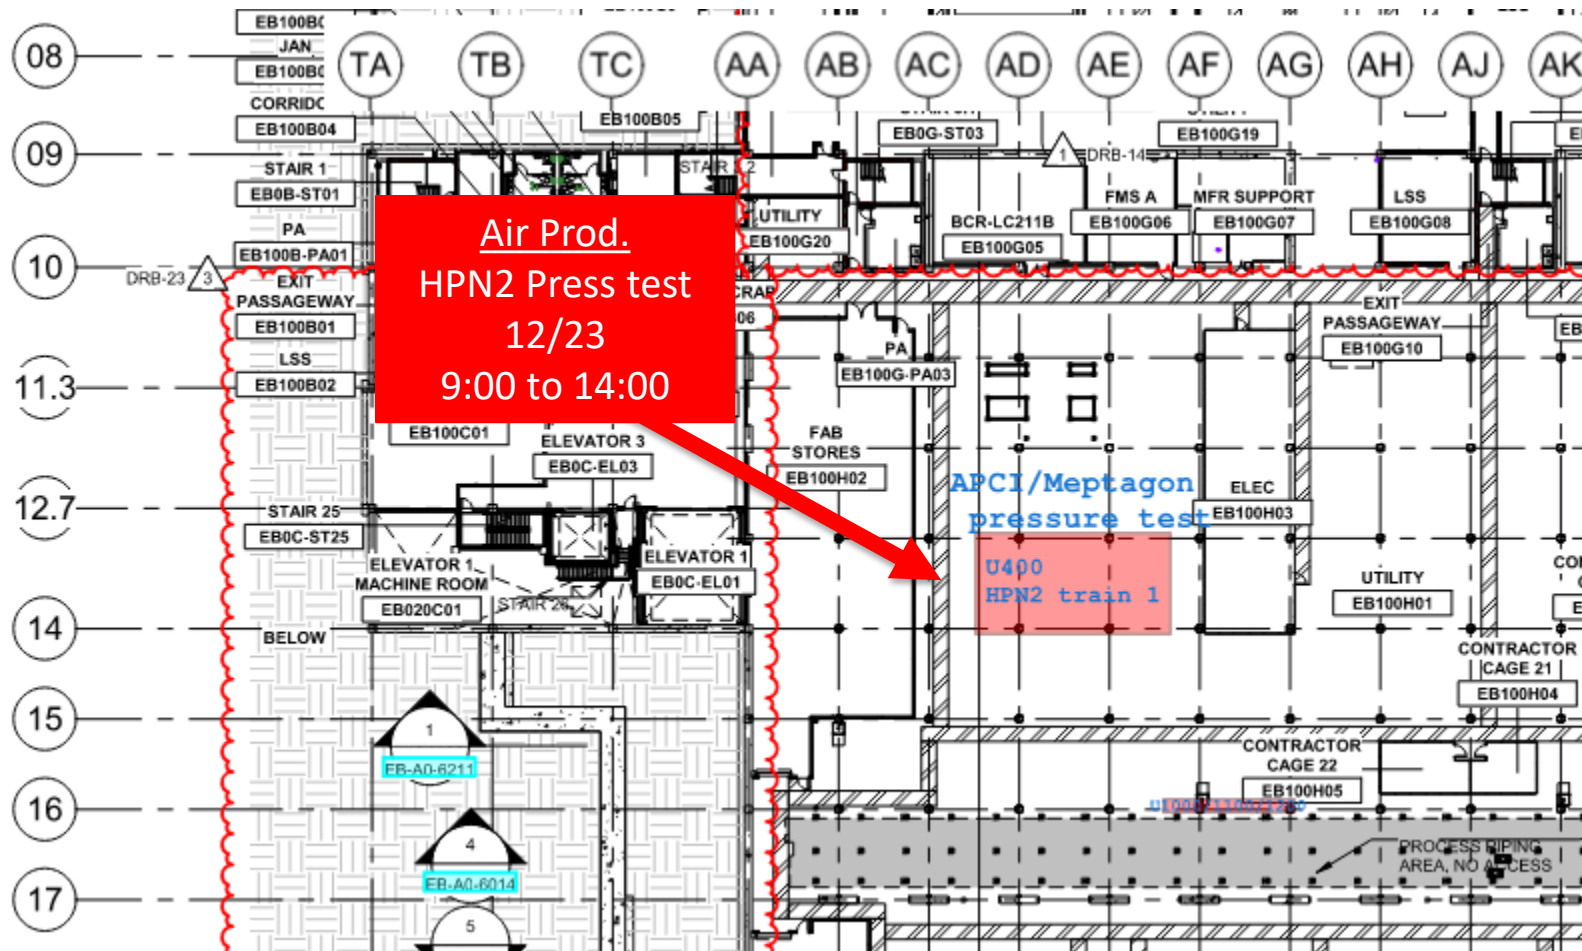 08
09
10
11.3
12.7
14
15
16
17
TA
TB
TC
AA
AB
AC
AD
AE
AF
AG
AH
AJ
AK
JAN
EB100B04
STAIR 1
EB0B-ST01
PA
EB100B-PA01
DRB-23
3
EXIT
PASSAGEWAY
EB100B01
LSS
EB100B02
EB100B05
STAIR 2
EB0G-ST03
1
DRB-14
EB100G19
UTILITY
EB100G20
BCR-LC211B
EB100G05
FMS A
EB100G06
MFR SUPPORT
EB100G07
LSS
EB100G08
Air Prod.
HPN2 Press test
12/23
9:00 to 14:00
PA
EB100G-PA03
EXIT
PASSAGEWAY
EB100G10
EB100C01
ELEVATOR 3
EB0C-EL03
FAB
STORES
EB100H02
APCI/Meptagon
pressure test
ELEC
EB100H03
STAIR 25
EB0C-ST25
ELEVATOR 1
MACHINE ROOM
EB020C01
ELEVATOR 1
EB0C-EL01
U400
HPN2 train 1
UTILITY
EB100H01
BELOW
CONTRACTOR
CAGE 21
EB100H04
1
EB-A0-6211
CONTRACTOR
CAGE 22
EB100H05
4
EB-A0-6014
PROCESS PIPING
AREA, NO ACCESS
5